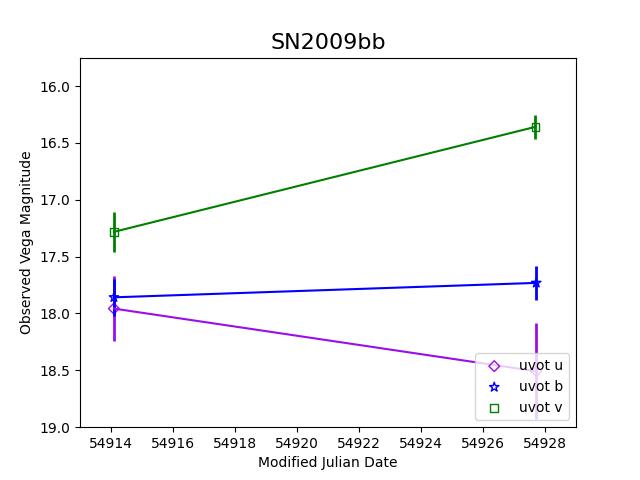 SN2009bb
16.0
16.5
17.0
17.5
18.0
18.5
19.0
Observed Vega Magnitude
uvot u
uvot b
uvot v
54914 54916 54918 54920 54922 54924 54926 54928
Modified Julian Date